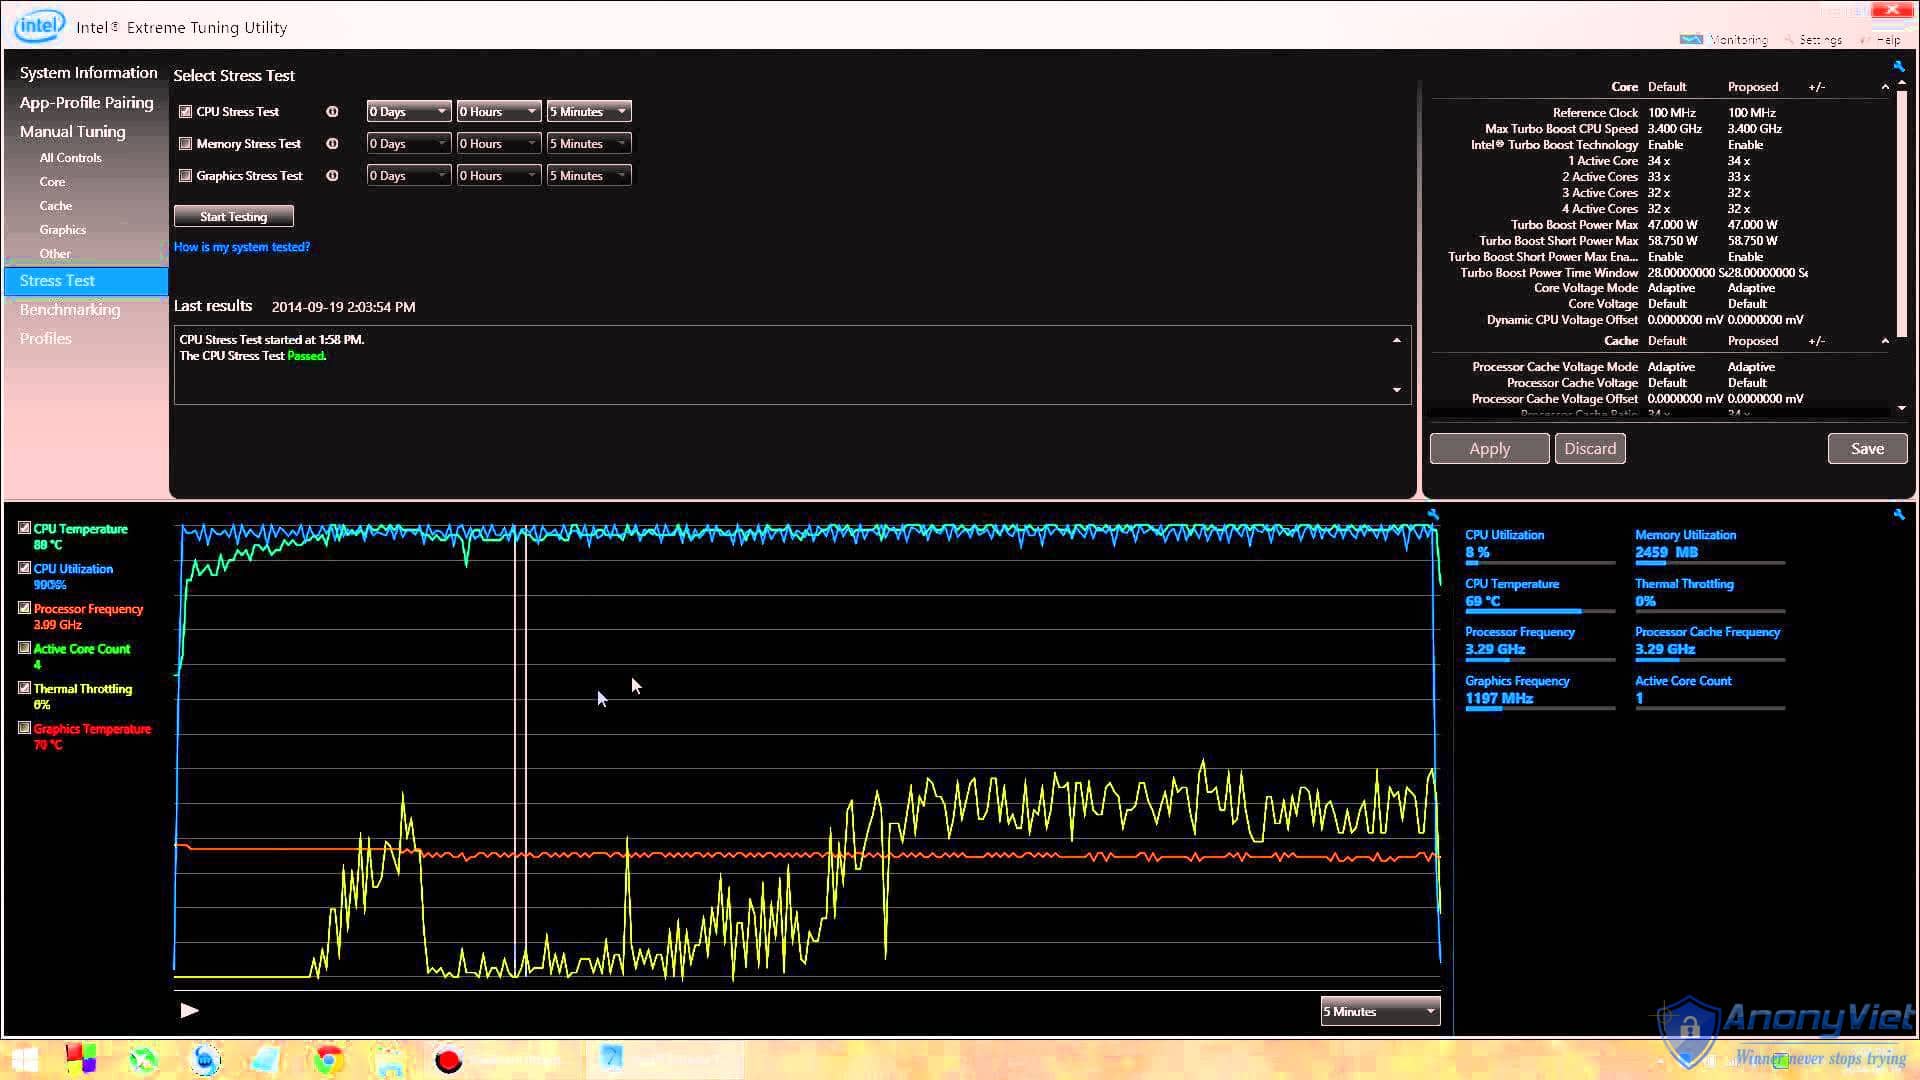 intel Intel® Extreme Tuning Utility
Monitoring Settings Help
System Information
App-Profile Pairing
Manual Tuning
All Controls
Core
Cache
Graphics
Other
Stress Test
Benchmarking
Profiles
Select Stress Test
CPU Stress Test 0 Days 0 Hours 5 Minutes
Memory Stress Test 0 Days 0 Hours 5 Minutes
Graphics Stress Test 0 Days 0 Hours 5 Minutes
Start Testing
How is my system tested?
Last results 2014-09-19 2:03:54 PM
CPU Stress Test started at 1:58 PM.
The CPU Stress Test Passed.
Core Default Proposed +/-
Reference Clock 100 MHz 100 MHz
Max Turbo Boost CPU Speed 3.400 GHz 3.400 GHz
Intel® Turbo Boost Technology Enable Enable
1 Active Core 34 x 34 x
2 Active Cores 33 x 33 x
3 Active Cores 32 x 32 x
4 Active Cores 32 x 32 x
Turbo Boost Power Max 47.000 W 47.000 W
Turbo Boost Short Power Max 58.750 W 58.750 W
Turbo Boost Short Power Max Ena... Enable Enable
Turbo Boost Power Time Window 28.00000000 Se 28.00000000 Se
Core Voltage Mode Adaptive Adaptive
Core Voltage Default Default
Dynamic CPU Voltage Offset 0.0000000 mV 0.0000000 mV
Cache Default Proposed +/-
Processor Cache Voltage Mode Adaptive Adaptive
Processor Cache Voltage Default Default
Processor Cache Voltage Offset 0.0000000 mV 0.0000000 mV
Processor Cache Ratio 34 x 34 x
Apply Discard Save
CPU Temperature
CPU Utilization
Processor Frequency
3.09 GHz
Active Core Count
4
Thermal Throttling
6%
Graphics Temperature
70 °C
5 Minutes
CPU Utilization Memory Utilization
8 % 2459 MB
CPU Temperature Thermal Throttling
69 °C 0%
Processor Frequency Processor Cache Frequency
3.29 GHz 3.29 GHz
Graphics Frequency Active Core Count
1197 MHz 1
AnonyViet
Winner never stops trying